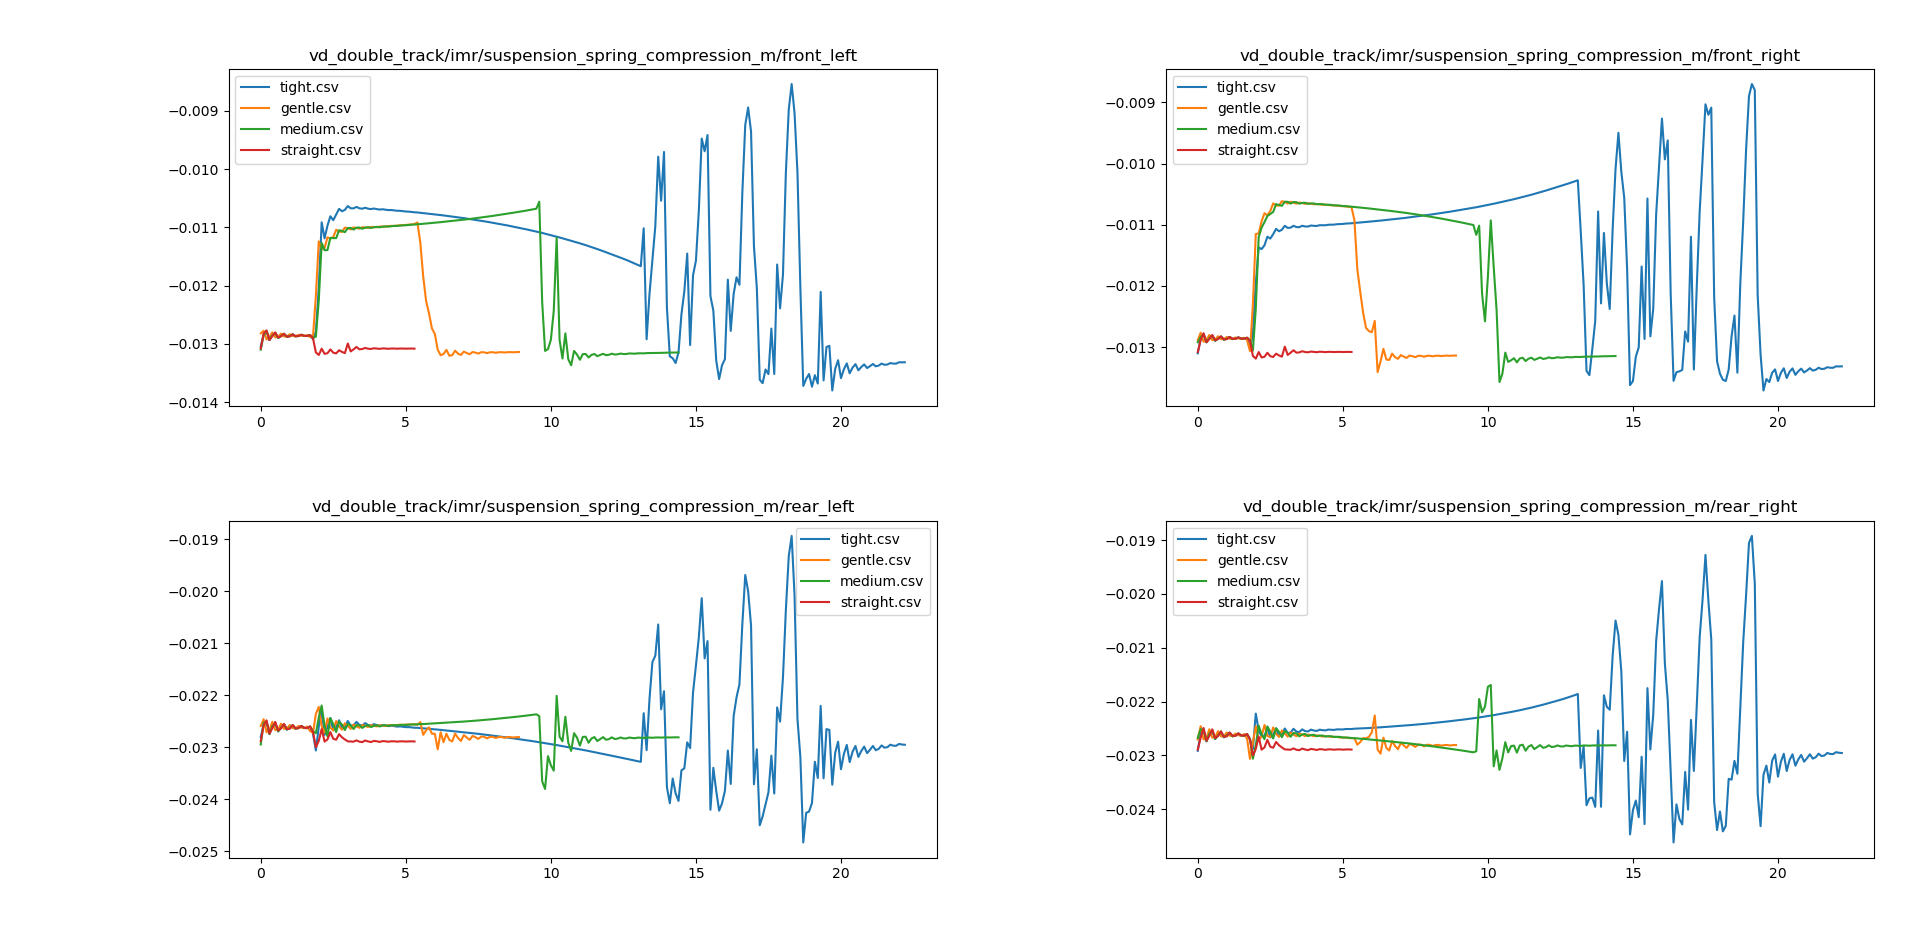 vd_double_track/imr/suspension_spring_compression_m/front_left
tight.csv
gentle.csv
medium.csv
straight.csv
−0.009
−0.010
−0.011
−0.012
−0.013
−0.014
0 5 10 15 20
vd_double_track/imr/suspension_spring_compression_m/front_right
tight.csv
gentle.csv
medium.csv
straight.csv
−0.009
−0.010
−0.011
−0.012
−0.013
0 5 10 15 20
vd_double_track/imr/suspension_spring_compression_m/rear_left
tight.csv
gentle.csv
medium.csv
straight.csv
−0.019
−0.020
−0.021
−0.022
−0.023
−0.024
−0.025
0 5 10 15 20
vd_double_track/imr/suspension_spring_compression_m/rear_right
tight.csv
gentle.csv
medium.csv
straight.csv
−0.019
−0.020
−0.021
−0.022
−0.023
−0.024
0 5 10 15 20